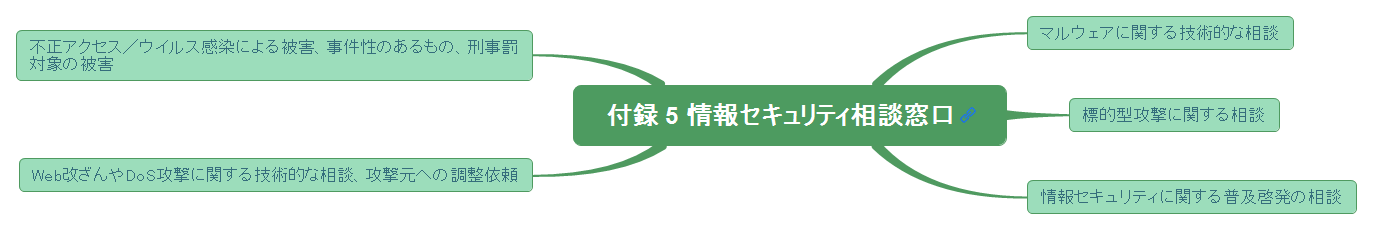 付録 5 情報セキュリティ相談窓口
マルウェアに関する技術的な相談
標的型攻撃に関する相談
情報セキュリティに関する普及啓発の相談
不正アクセス／ウイルス感染による被害、事件性のあるもの、刑事罰
対象の被害
Web改ざんやDoS攻撃に関する技術的な相談、攻撃元への調整依頼